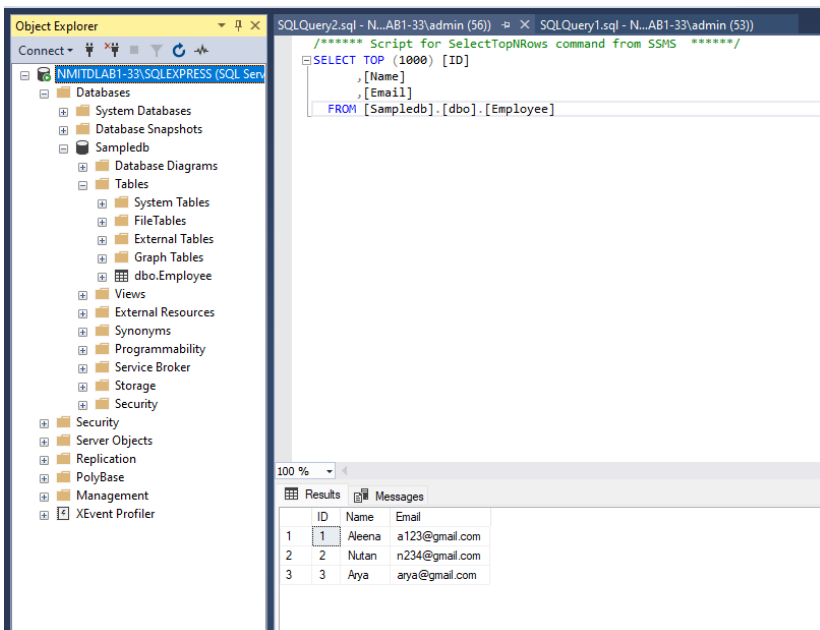 Object Explorer
Connect
NMITDLAB1-33\SQLEXPRESS (SQL Serv
Databases
System Databases
Database Snapshots
Sampledb
Database Diagrams
Tables
System Tables
FileTables
External Tables
Graph Tables
dbo.Employee
Views
External Resources
Synonyms
Programmability
Service Broker
Storage
Security
Security
Server Objects
Replication
PolyBase
Management
XEvent Profiler
SQLQuery2.sql - N...AB1-33\admin (56)) SQLQuery1.sql - N...AB1-33\admin (53))
/****** Script for SelectTopNRows command from SSMS ******/
SELECT TOP (1000) [ID]
,[Name]
,[Email]
FROM [Sampledb].[dbo].[Employee]
100 %
Results Messages
ID Name Email
1 1 Aleena a123@gmail.com
2 2 Nutan n234@gmail.com
3 3 Arya arya@gmail.com